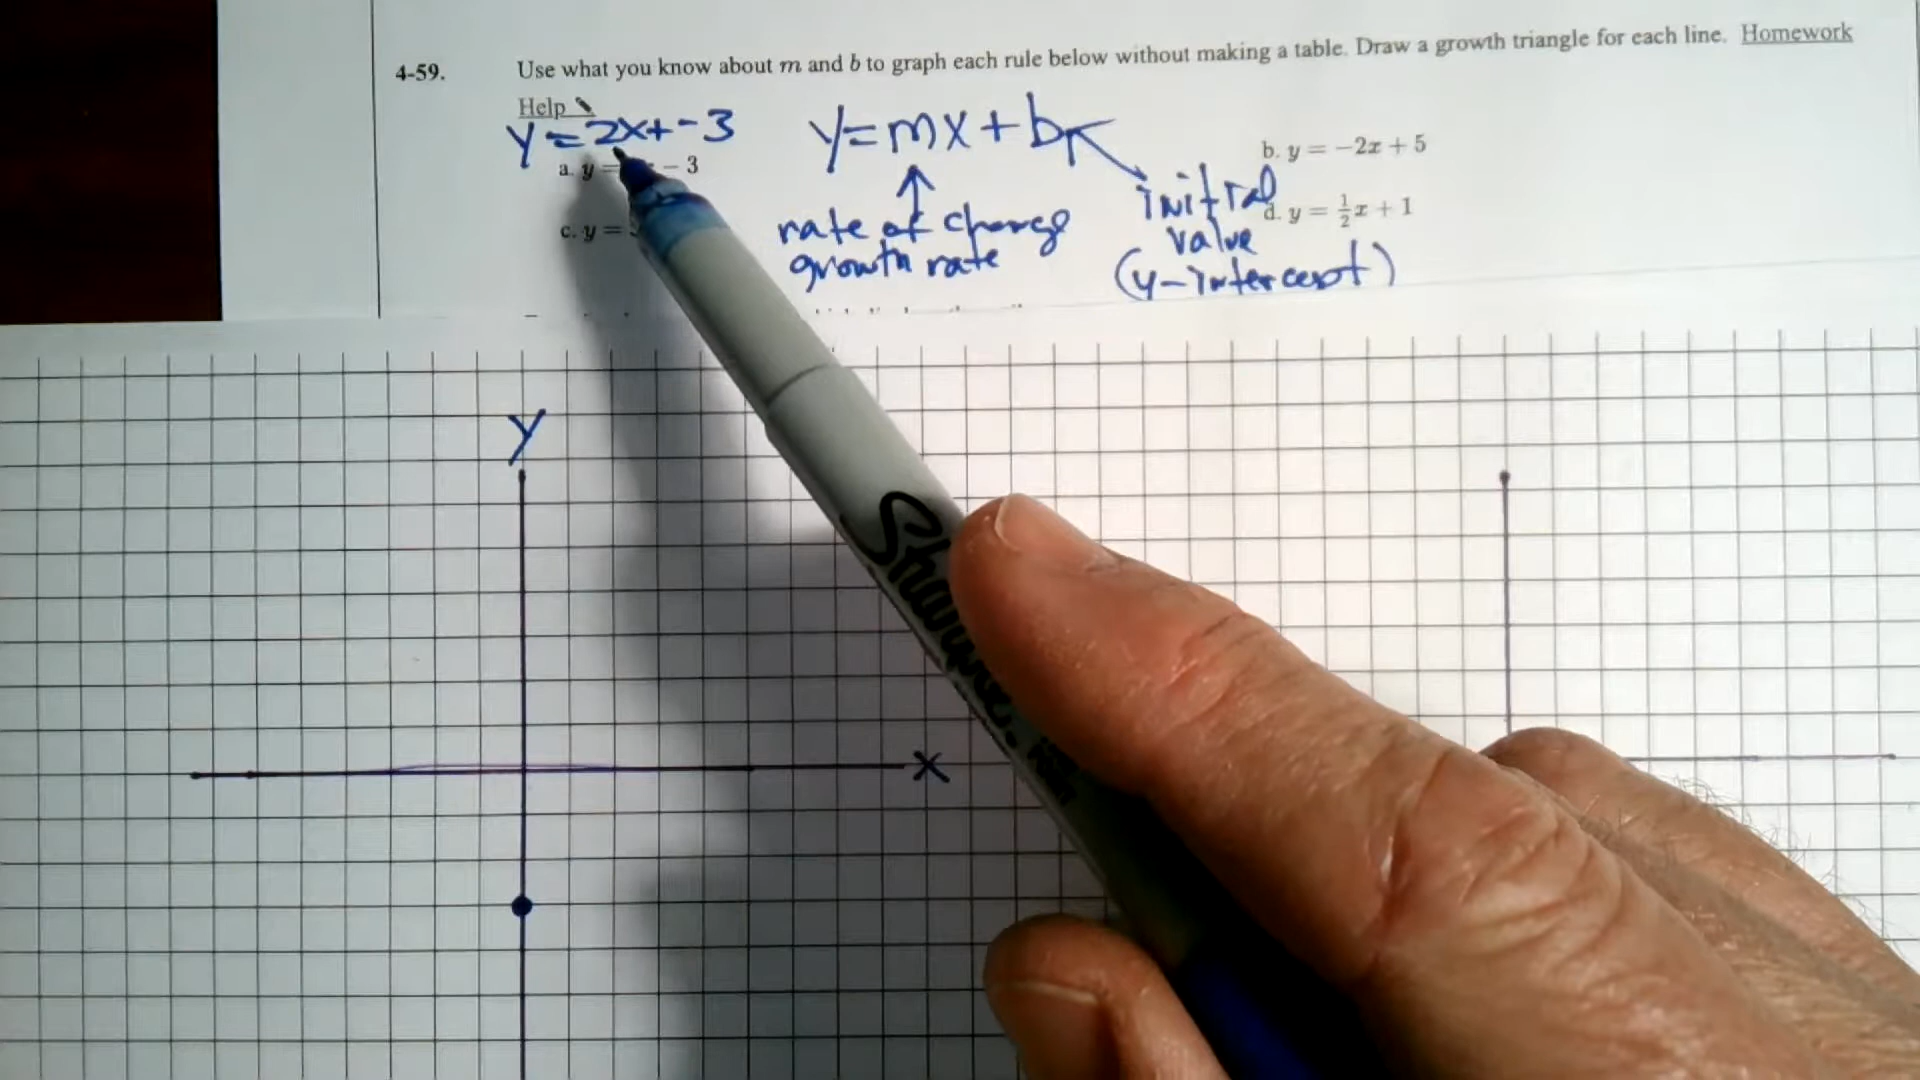 4-59. Use what you know about m and b to graph each rule below without making a table. Draw a growth triangle for each line. Homework
Help
y = 2x + -3
y = mx + b
a. y = - 3
b. y = -2x + 5
c. y =
d. y = 1/2 x + 1
rate of change
growth rate
initial
value
(y-intercept)
Y
X
Sharpie